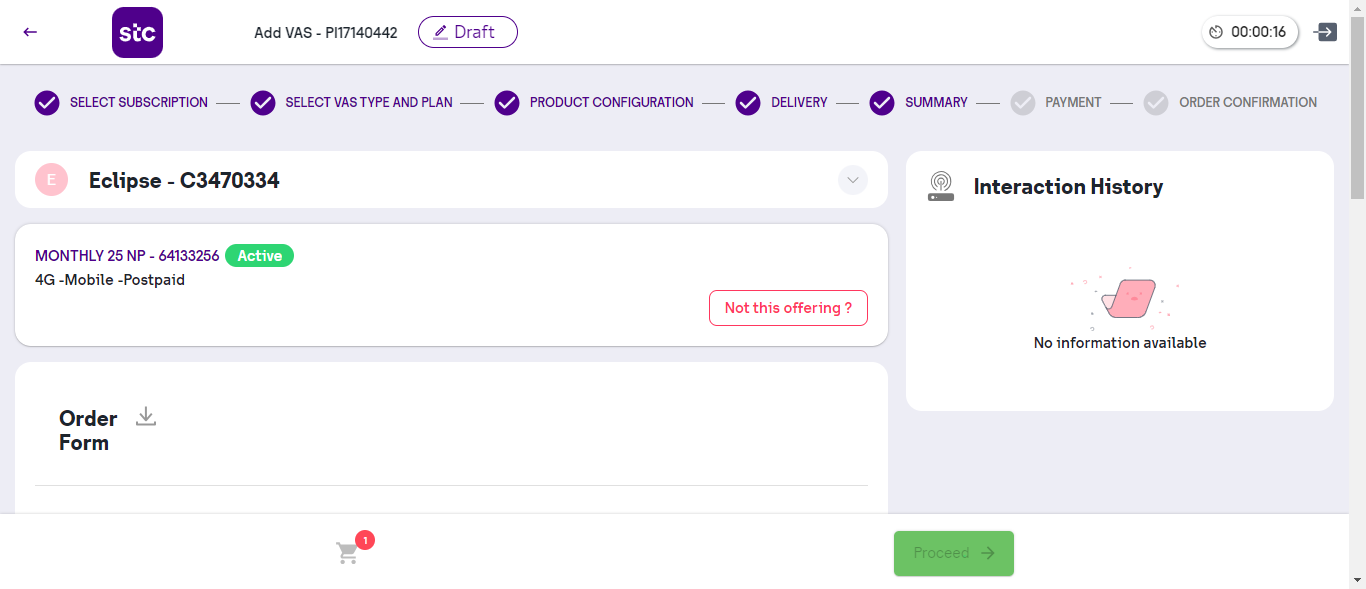 stc
Add VAS - PI17140442
Draft
00:00:16
SELECT SUBSCRIPTION
SELECT VAS TYPE AND PLAN
PRODUCT CONFIGURATION
DELIVERY
SUMMARY
PAYMENT
ORDER CONFIRMATION
E
Eclipse - C3470334
MONTHLY 25 NP - 64133256 Active
4G -Mobile -Postpaid
Not this offering ?
Order
Form
Interaction History
No information available
1
Proceed